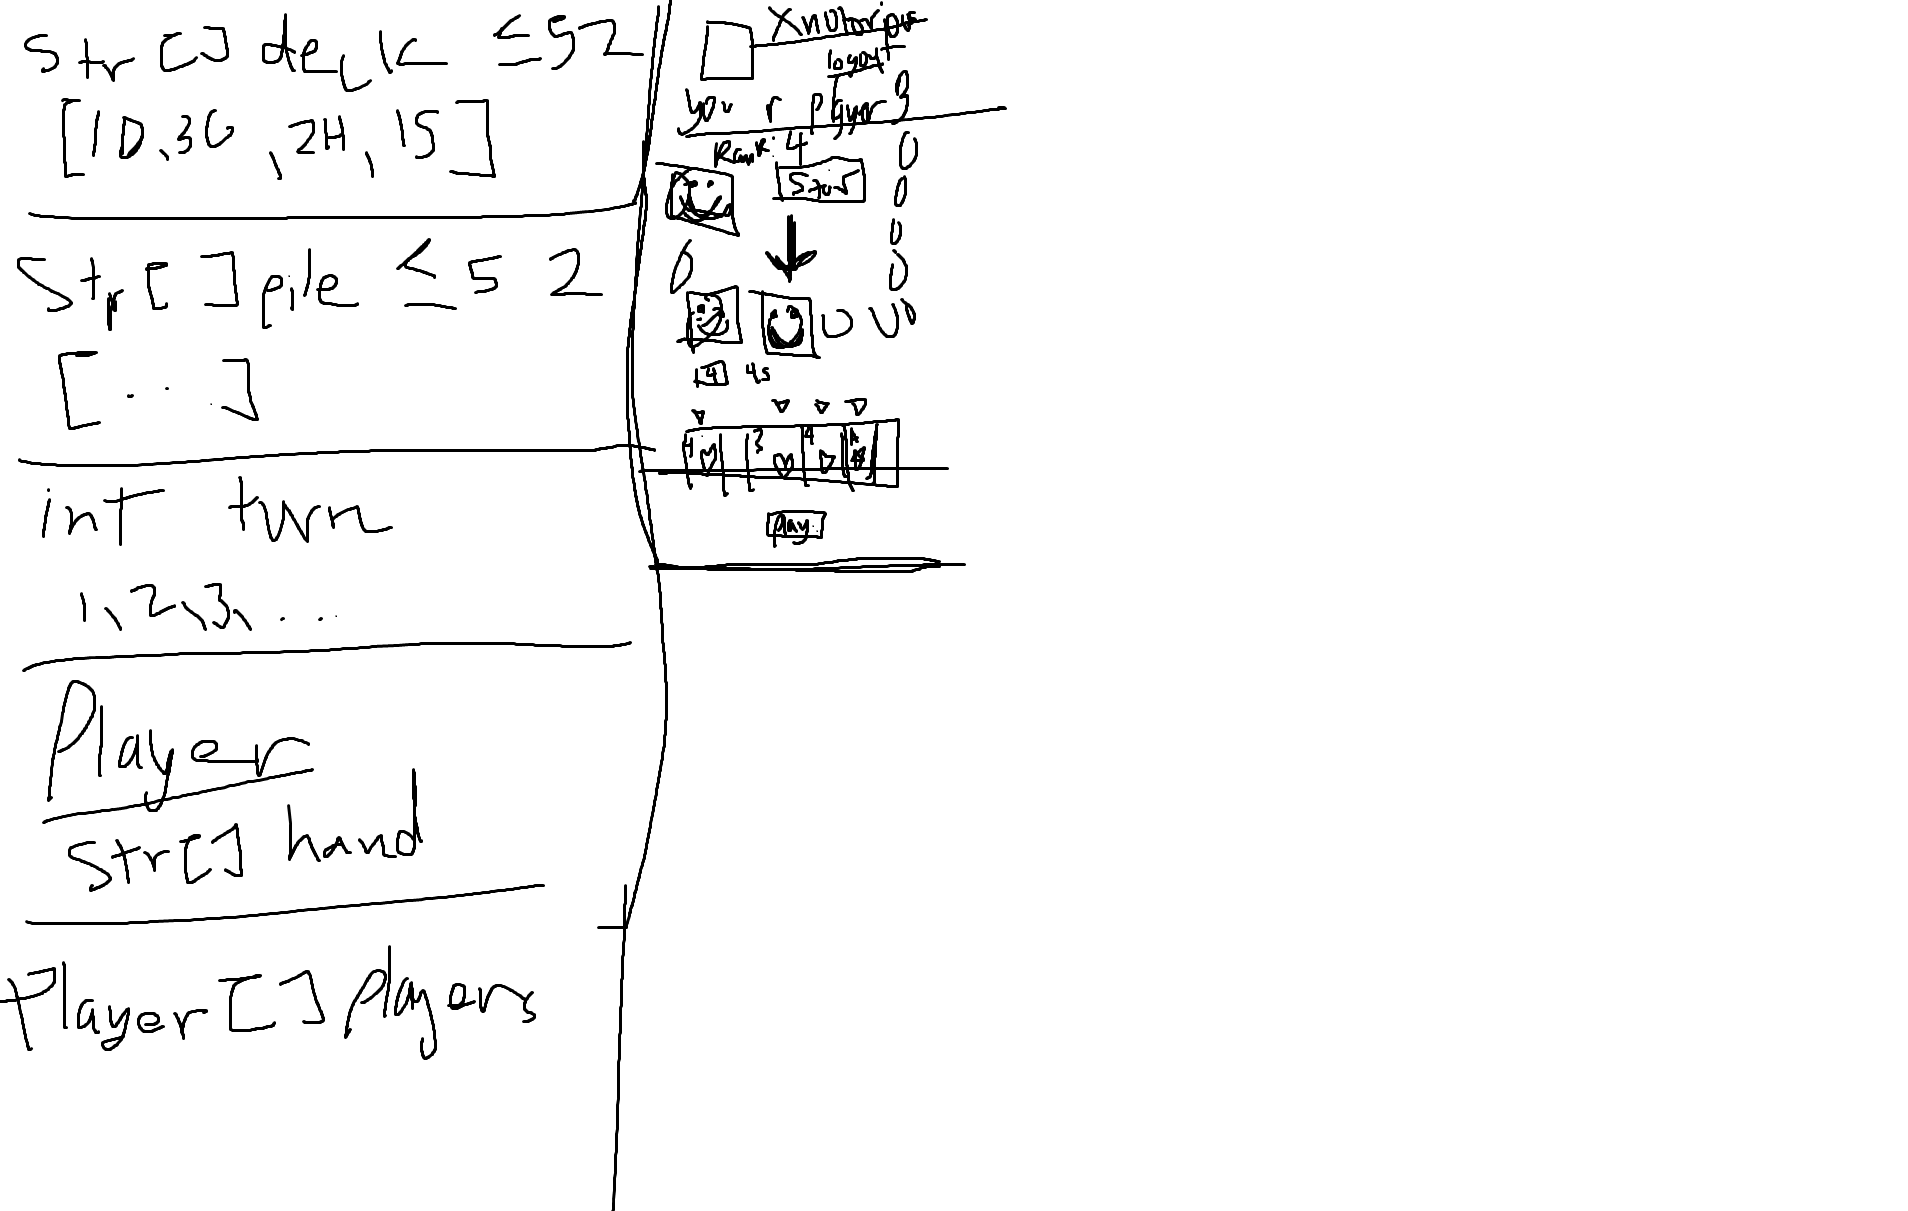 Str[] deck ≤52
[1D, 3C, 2H, 1S]
Str[] pile ≤52
[...]
int turn
1, 2, 3, ...
Player
Str[] hand
Player[] players
logout
you r player 3
Rank: 4
Start
4 4s
4 3 4 A
play